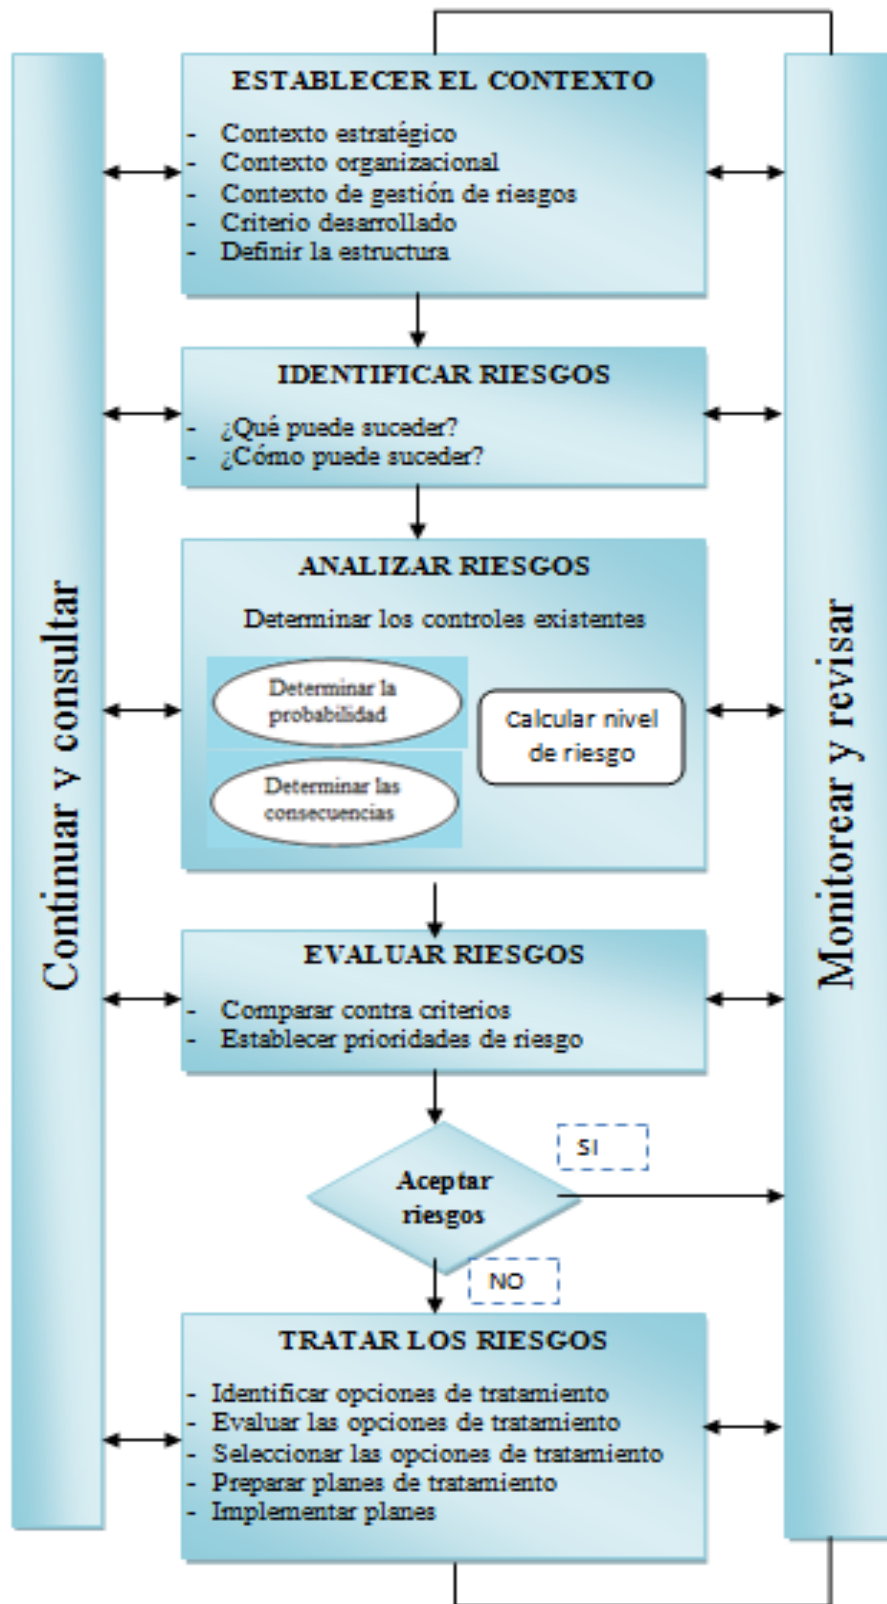 ESTABLECER EL CONTEXTO
- Contexto estratégico
- Contexto organizacional
- Contexto de gestión de riesgos
- Criterio desarrollado
- Definir la estructura
IDENTIFICAR RIESGOS
- ¿Qué puede suceder?
- ¿Cómo puede suceder?
ANALIZAR RIESGOS
Determinar los controles existentes
Determinar la
probabilidad
Calcular nivel
de riesgo
Determinar las
consecuencias
EVALUAR RIESGOS
- Comparar contra criterios
- Establecer prioridades de riesgo
Aceptar
riesgos
SI
NO
TRATAR LOS RIESGOS
- Identificar opciones de tratamiento
- Evaluar las opciones de tratamiento
- Seleccionar las opciones de tratamiento
- Preparar planes de tratamiento
- Implementar planes
Continuar y consultar
Monitorear y revisar